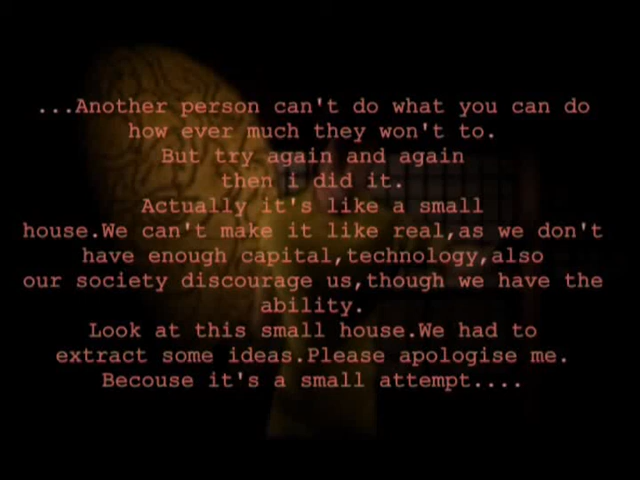 ...Another person can't do what you can do
how ever much they won't to.
But try again and again
then i did it.
Actually it's like a small
house.We can't make it like real,as we don't
have enough capital,technology,also
our society discourage us,though we have the
ability.
Look at this small house.We had to
extract some ideas.Please apologise me.
Becouse it's a small attempt....